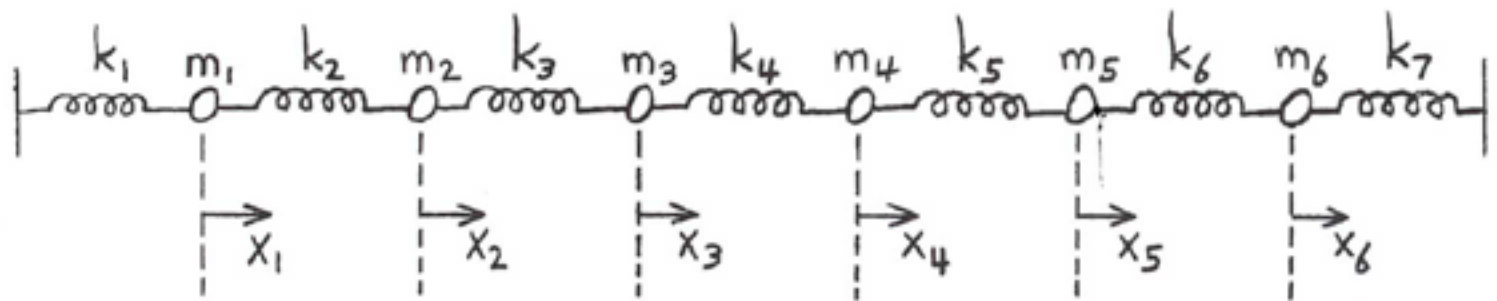 k₁ m₁ k₂ m₂ k₃ m₃ k₄ m₄ k₅ m₅ k₆ m₆ k₇
x₁ x₂ x₃ x₄ x₅ x₆